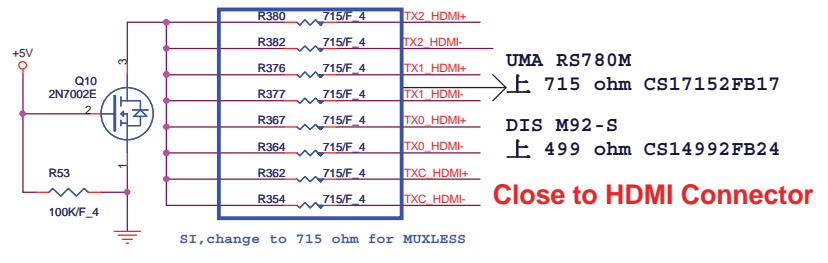 R380 715/F_4 TX2_HDMI+
R382 715/F_4 TX2_HDMI-
+5V
R376 715/F_4 TX1_HDMI+
UMA RS780M
Q10
2N7002E
3
2
1
R377 715/F_4 TX1_HDMI-
上 715 ohm CS17152FB17
R367 715/F_4 TX0_HDMI+
DIS M92-S
R364 715/F_4 TX0_HDMI-
上 499 ohm CS14992FB24
R53
100K/F_4
R362 715/F_4 TXC_HDMI+
R354 715/F_4 TXC_HDMI-
Close to HDMI Connector
SI,change to 715 ohm for MUXLESS